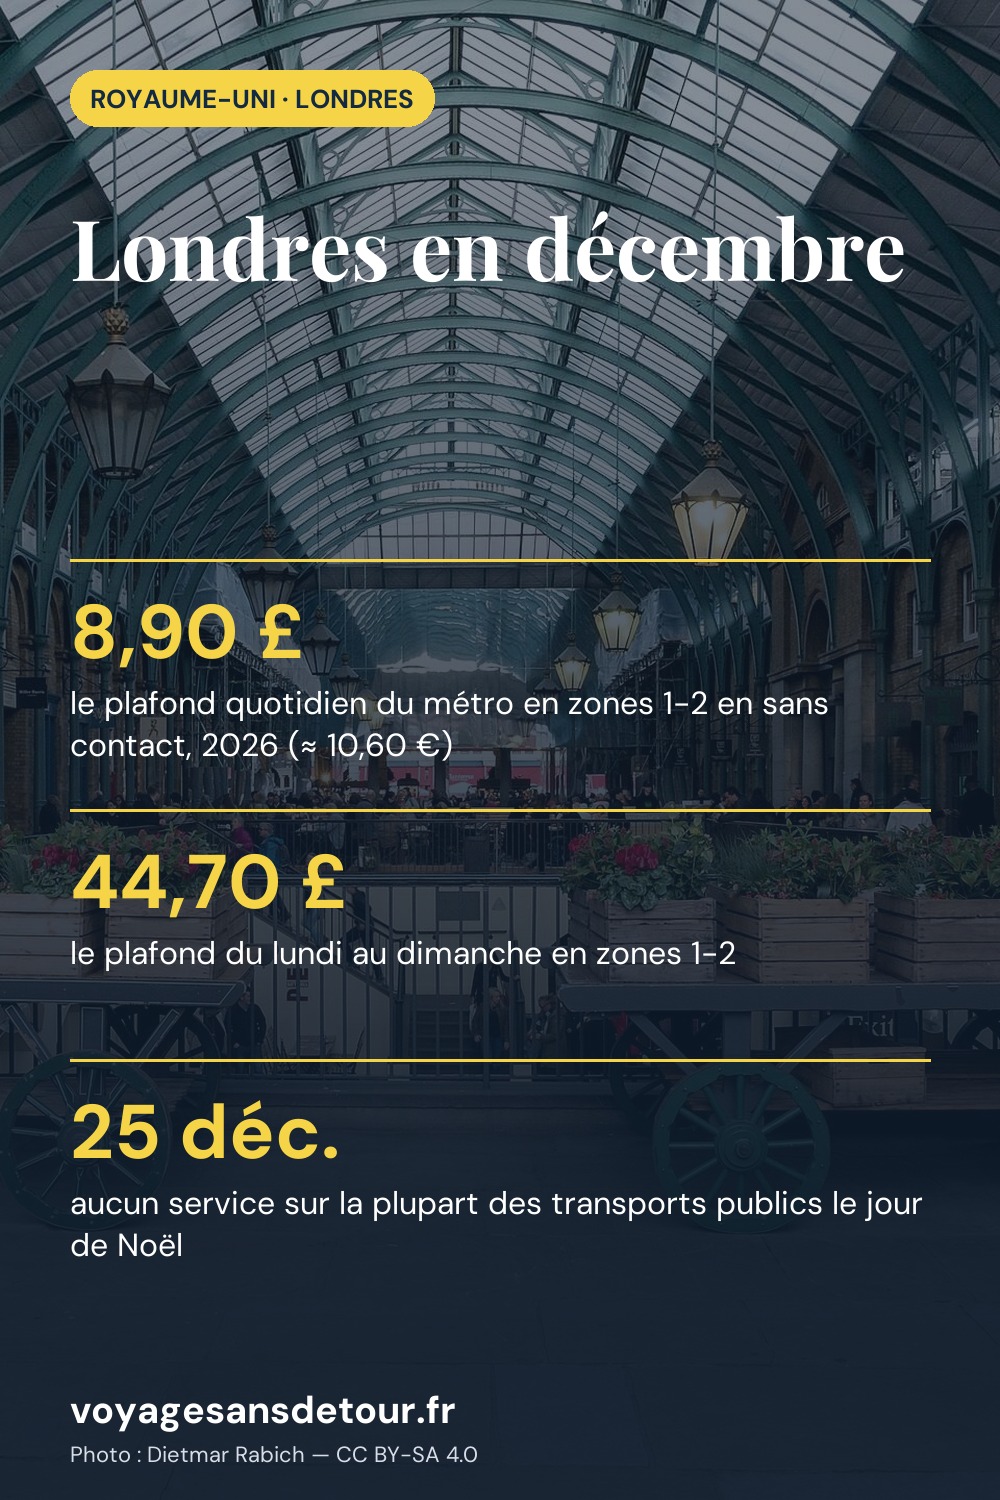 ROYAUME-UNI · LONDRES
Londres en décembre
8,90 £
le plafond quotidien du métro en zones 1-2 en sans
contact, 2026 (≈ 10,60 €)
44,70 £
le plafond du lundi au dimanche en zones 1-2
Exit
25 déc.
aucun service sur la plupart des transports publics le jour
de Noël
voyagesansdetour.fr
Photo : Dietmar Rabich — CC BY-SA 4.0